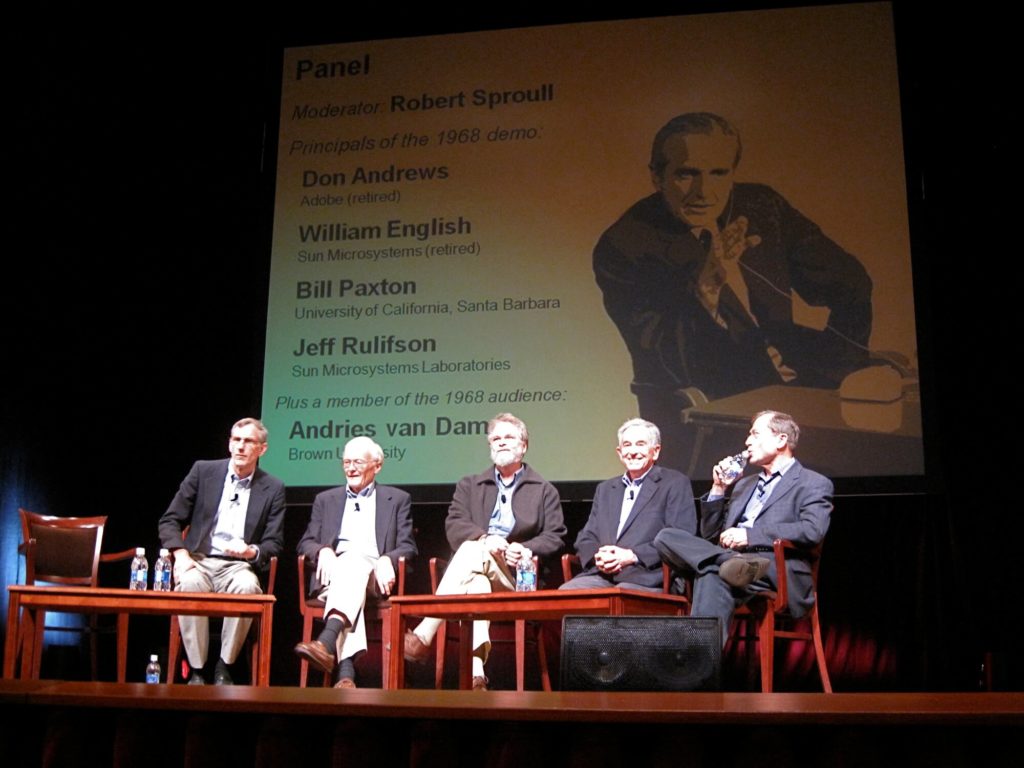 Panel
Moderator: Robert Sproull
Principals of the 1968 demo:
Don Andrews
Adobe (retired)
William English
Sun Microsystems (retired)
Bill Paxton
University of California, Santa Barbara
Jeff Rulifson
Sun Microsystems Laboratories
Plus a member of the 1968 audience:
Andries van Dam
Brown University